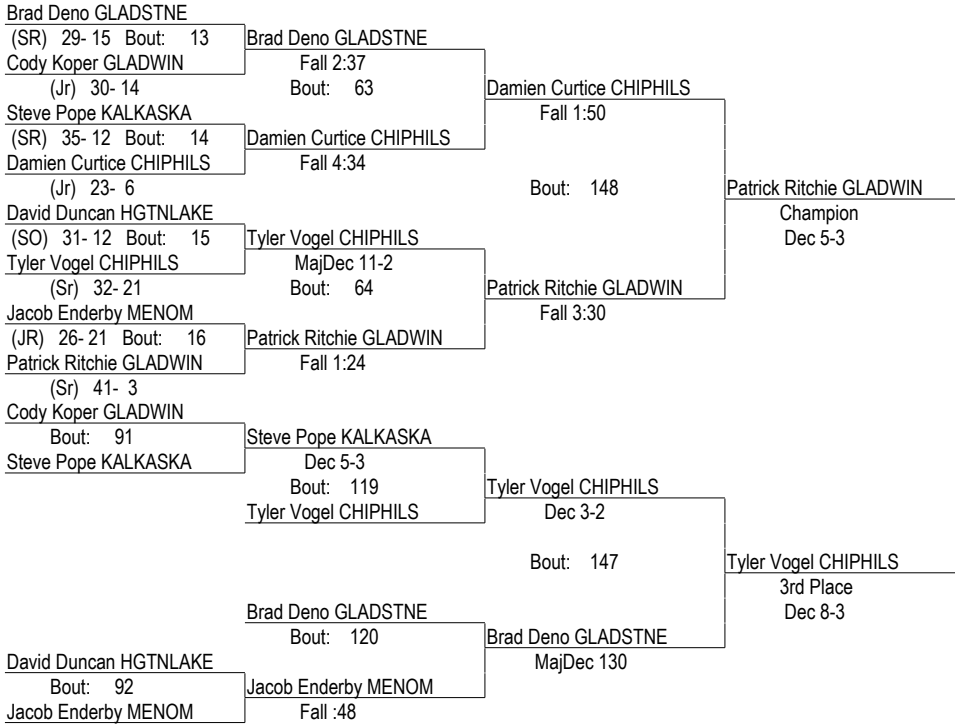 Brad Deno GLADSTNE
(SR) 29- 15 Bout: 13 Brad Deno GLADSTNE
Cody Koper GLADWIN Fall 2:37
(Jr) 30- 14 Bout: 63 Damien Curtice CHIPHILS
Steve Pope KALKASKA Fall 1:50
(SR) 35- 12 Bout: 14 Damien Curtice CHIPHILS
Damien Curtice CHIPHILS Fall 4:34
(Jr) 23- 6 Bout: 148 Patrick Ritchie GLADWIN
David Duncan HGTNLAKE Champion
(SO) 31- 12 Bout: 15 Tyler Vogel CHIPHILS Dec 5-3
Tyler Vogel CHIPHILS MajDec 11-2
(Sr) 32- 21 Bout: 64 Patrick Ritchie GLADWIN
Jacob Enderby MENOM Fall 3:30
(JR) 26- 21 Bout: 16 Patrick Ritchie GLADWIN
Patrick Ritchie GLADWIN Fall 1:24
(Sr) 41- 3
Cody Koper GLADWIN
Bout: 91 Steve Pope KALKASKA
Steve Pope KALKASKA Dec 5-3
Bout: 119 Tyler Vogel CHIPHILS
Tyler Vogel CHIPHILS Dec 3-2
Bout: 147 Tyler Vogel CHIPHILS
3rd Place
Brad Deno GLADSTNE Dec 8-3
Bout: 120 Brad Deno GLADSTNE
David Duncan HGTNLAKE MajDec 130
Bout: 92 Jacob Enderby MENOM
Jacob Enderby MENOM Fall :48